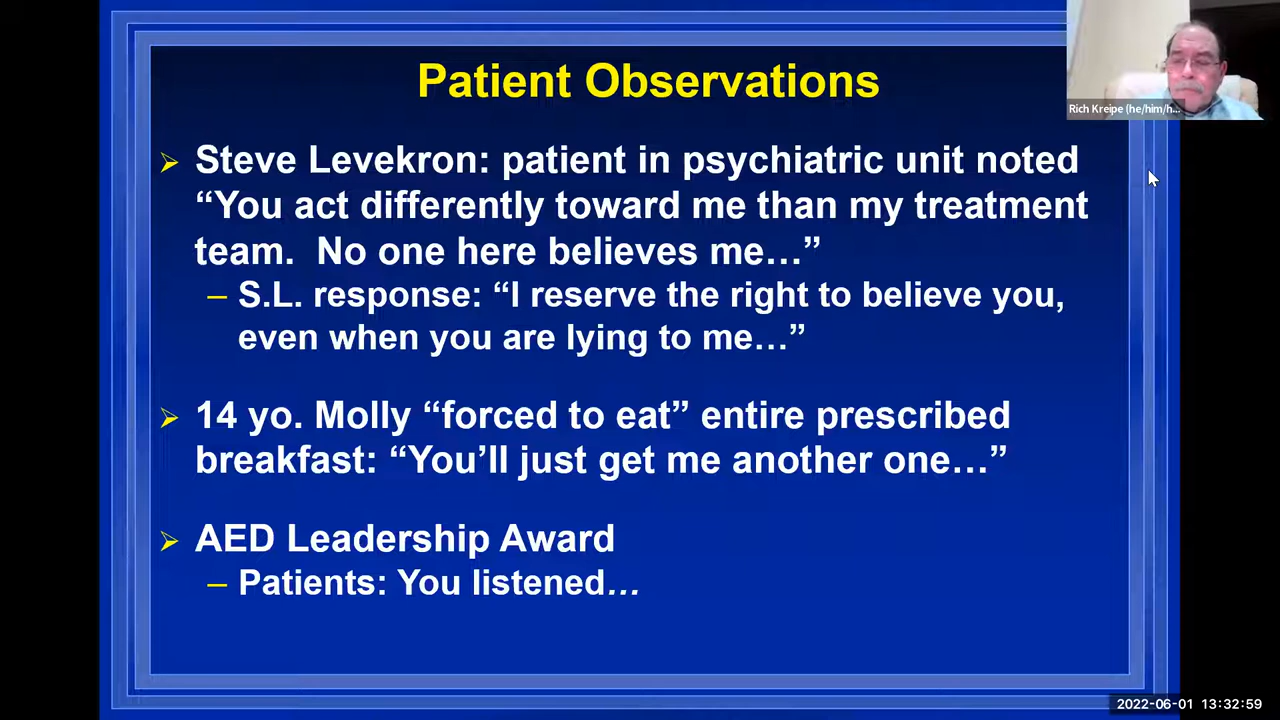 Patient Observations
Rich Kreipe (he/him/h...
➢ Steve Levekron: patient in psychiatric unit noted
“You act differently toward me than my treatment
team. No one here believes me…”
– S.L. response: “I reserve the right to believe you,
even when you are lying to me…”
➢ 14 yo. Molly “forced to eat” entire prescribed
breakfast: “You’ll just get me another one…”
➢ AED Leadership Award
– Patients: You listened…
2022-06-01 13:32:59